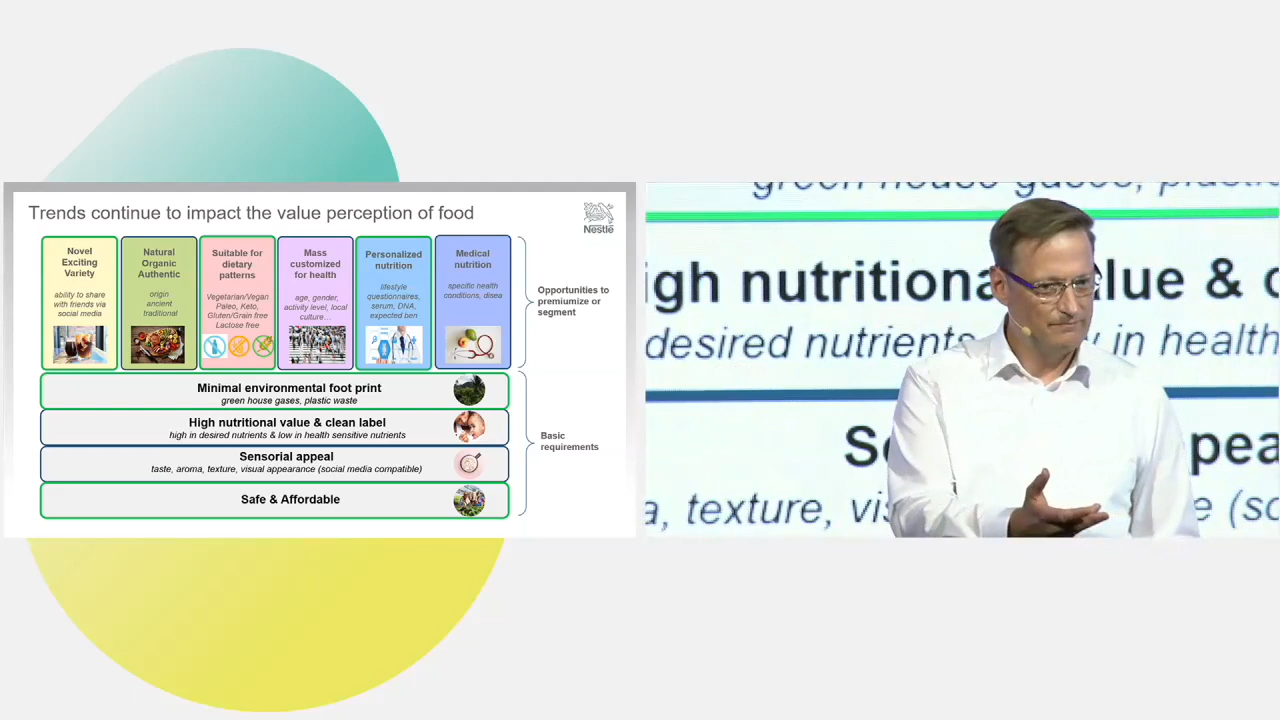 Trends continue to impact the value perception of food
Nestlé
Novel
Exciting
Variety
ability to share
with friends via
social media
Natural
Organic
Authentic
origin
ancient
traditional
Suitable for
dietary
patterns
Vegetarian/Vegan
Paleo, Keto,
Gluten/Grain free
Lactose free
Mass
customized
for health
age, gender,
activity level, local
culture…
Personalized
nutrition
lifestyle
questionnaires,
serum, DNA,
expected ben
Medical
nutrition
specific health
conditions, disea
Opportunities to
premiumize or
segment
Minimal environmental foot print
green house gases, plastic waste
High nutritional value & clean label
high in desired nutrients & low in health sensitive nutrients
Sensorial appeal
taste, aroma, texture, visual appearance (social media compatible)
Safe & Affordable
Basic
requirements
green house gases, plastic
igh nutritional value & c
desired nutrients w in health
Se ppea
a, texture, vis e (so